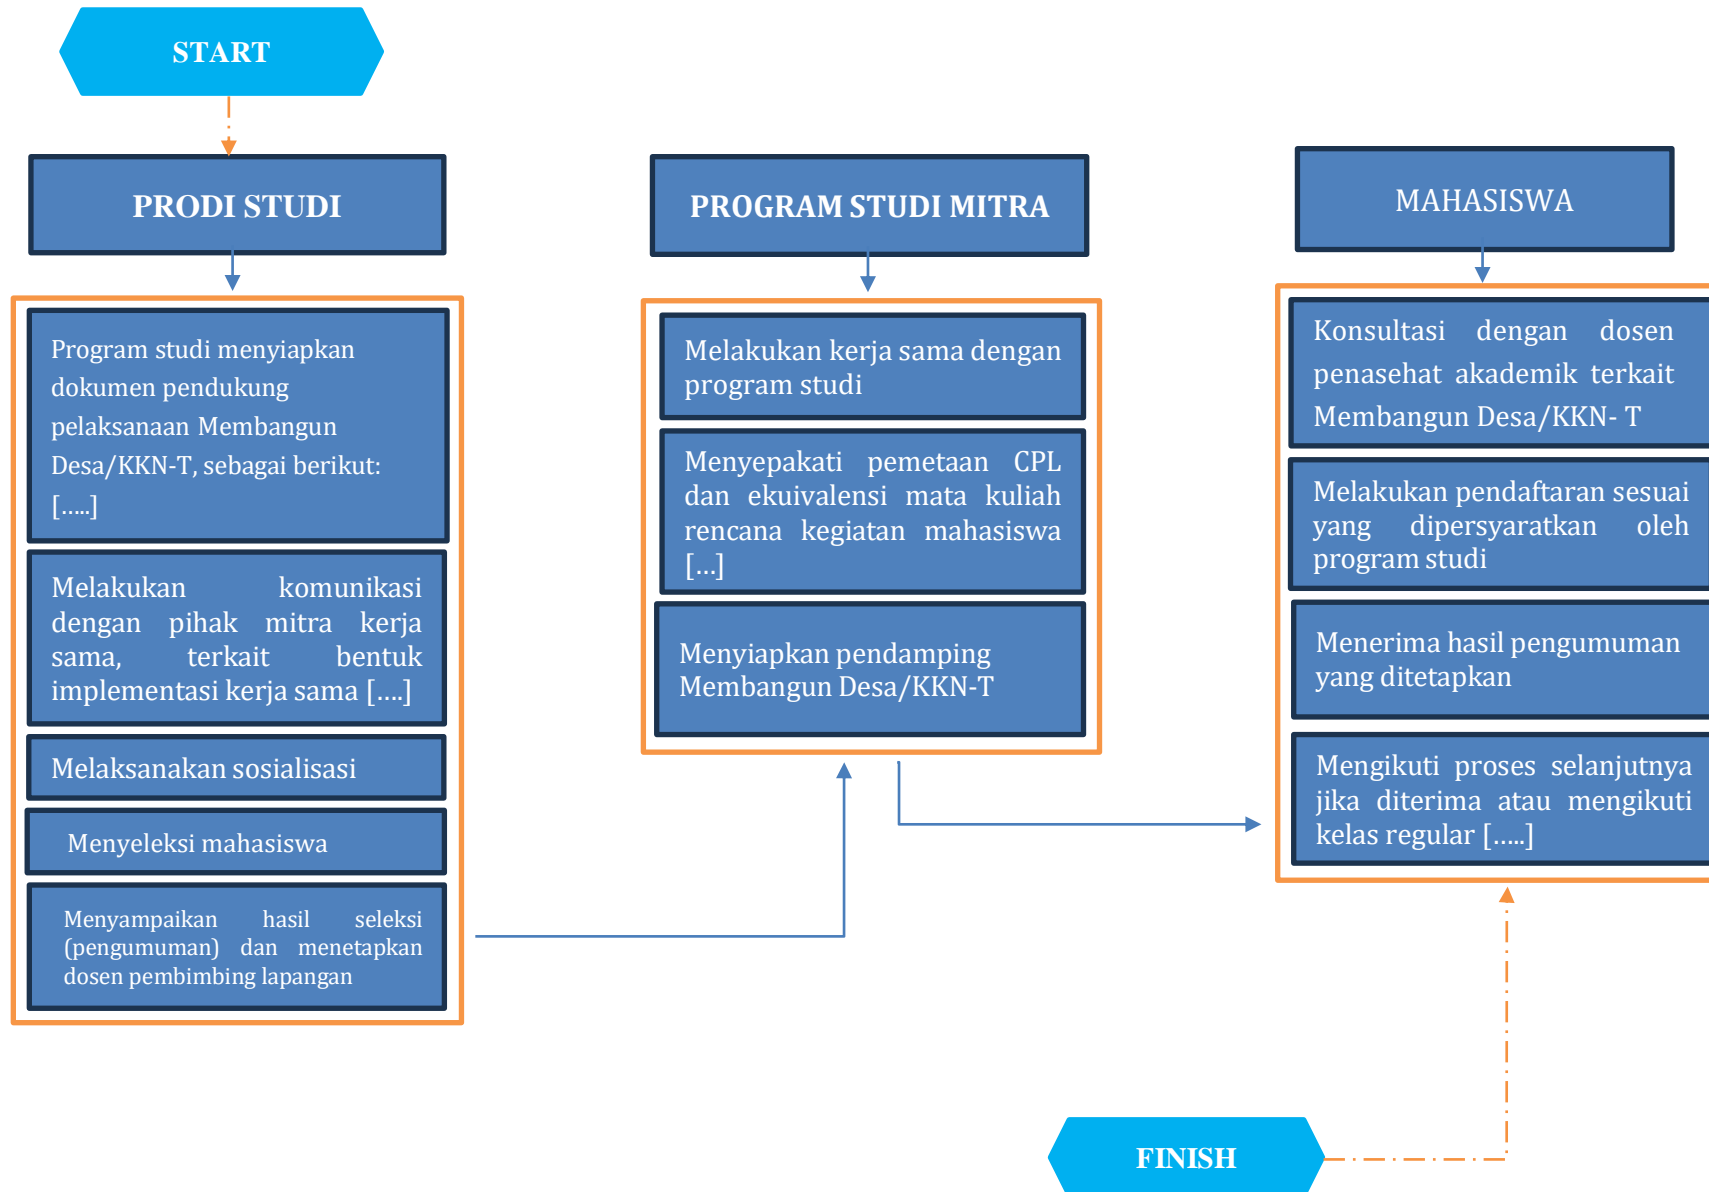 START
PRODI STUDI
Program studi menyiapkan
dokumen pendukung
pelaksanaan Membangun
Desa/KKN-T, sebagai berikut:
[.....]
Melakukan komunikasi
dengan pihak mitra kerja
sama, terkait bentuk
implementasi kerja sama [....]
Melaksanakan sosialisasi
Menyeleksi mahasiswa
Menyampaikan hasil seleksi
(pengumuman) dan menetapkan
dosen pembimbing lapangan
PROGRAM STUDI MITRA
Melakukan kerja sama dengan
program studi
Menyepakati pemetaan CPL
dan ekuivalensi mata kuliah
rencana kegiatan mahasiswa
[...]
Menyiapkan pendamping
Membangun Desa/KKN-T
MAHASISWA
Konsultasi dengan dosen
penasehat akademik terkait
Membangun Desa/KKN- T
Melakukan pendaftaran sesuai
yang dipersyaratkan oleh
program studi
Menerima hasil pengumuman
yang ditetapkan
Mengikuti proses selanjutnya
jika diterima atau mengikuti
kelas regular [.....]
FINISH